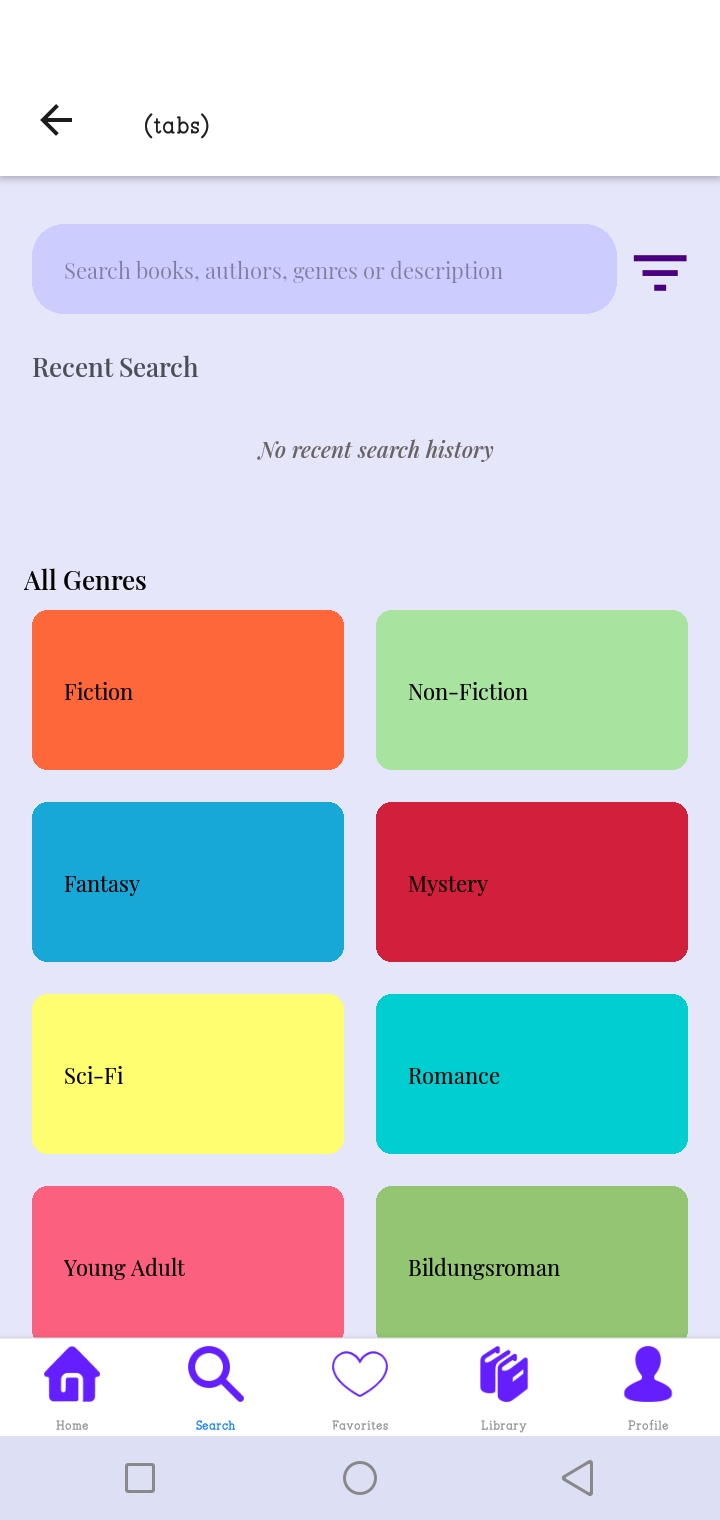 (tabs)
Search books, authors, genres or description
Recent Search
No recent search history
All Genres
Fiction
Non-Fiction
Fantasy
Mystery
Sci-Fi
Romance
Young Adult
Bildungsroman
Home
Search
Favorites
Library
Profile